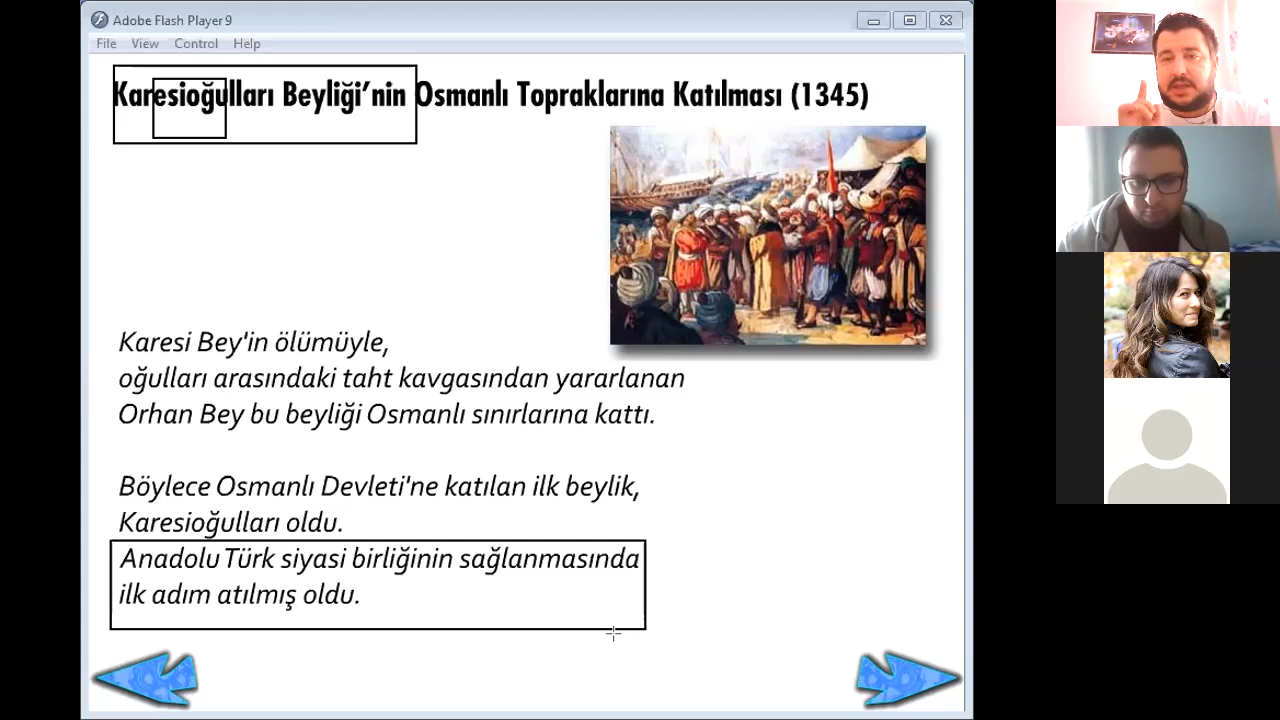 Adobe Flash Player 9
File View Control Help
Karesioğulları Beyliği’nin Osmanlı Topraklarına Katılması (1345)
Karesi Bey'in ölümüyle,
oğulları arasındaki taht kavgasından yararlanan
Orhan Bey bu beyliği Osmanlı sınırlarına kattı.
Böylece Osmanlı Devleti'ne katılan ilk beylik,
Karesioğulları oldu.
Anadolu Türk siyasi birliğinin sağlanmasında
ilk adım atılmış oldu.